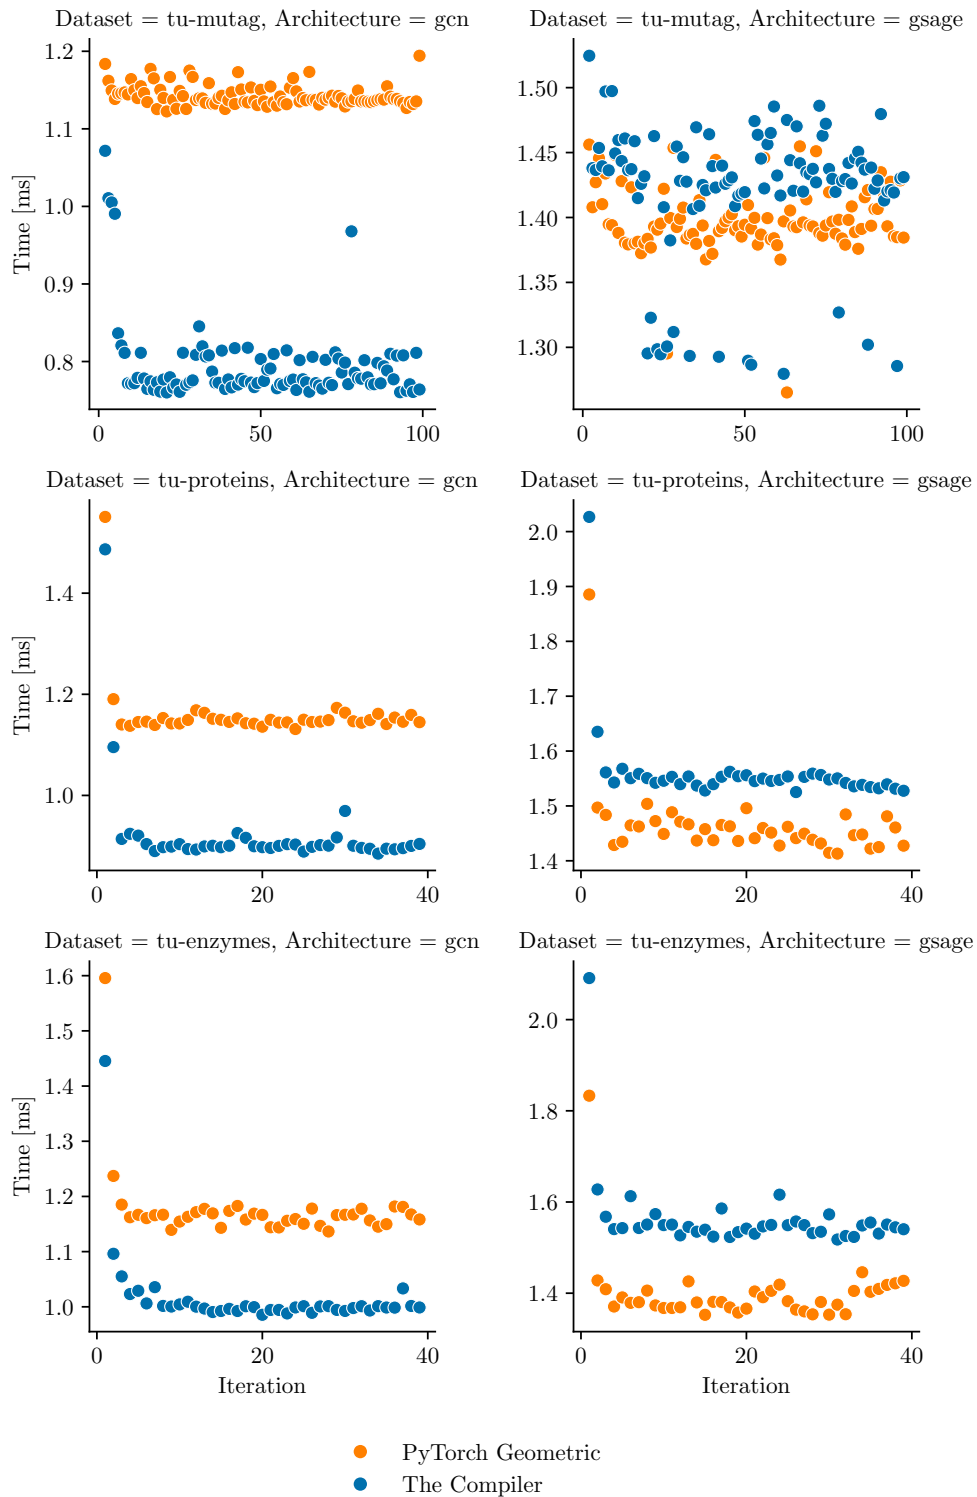 Dataset = tu-mutag, Architecture = gcn
Dataset = tu-mutag, Architecture = gsage
Time [ms]
1.2
1.1
1.0
0.9
0.8
0 50 100
1.50
1.45
1.40
1.35
1.30
0 50 100
Dataset = tu-proteins, Architecture = gcn
Dataset = tu-proteins, Architecture = gsage
Time [ms]
1.4
1.2
1.0
0 20 40
2.0
1.9
1.8
1.7
1.6
1.5
1.4
0 20 40
Dataset = tu-enzymes, Architecture = gcn
Dataset = tu-enzymes, Architecture = gsage
Time [ms]
1.6
1.5
1.4
1.3
1.2
1.1
1.0
0 20 40
Iteration
2.0
1.8
1.6
1.4
0 20 40
Iteration
PyTorch Geometric
The Compiler